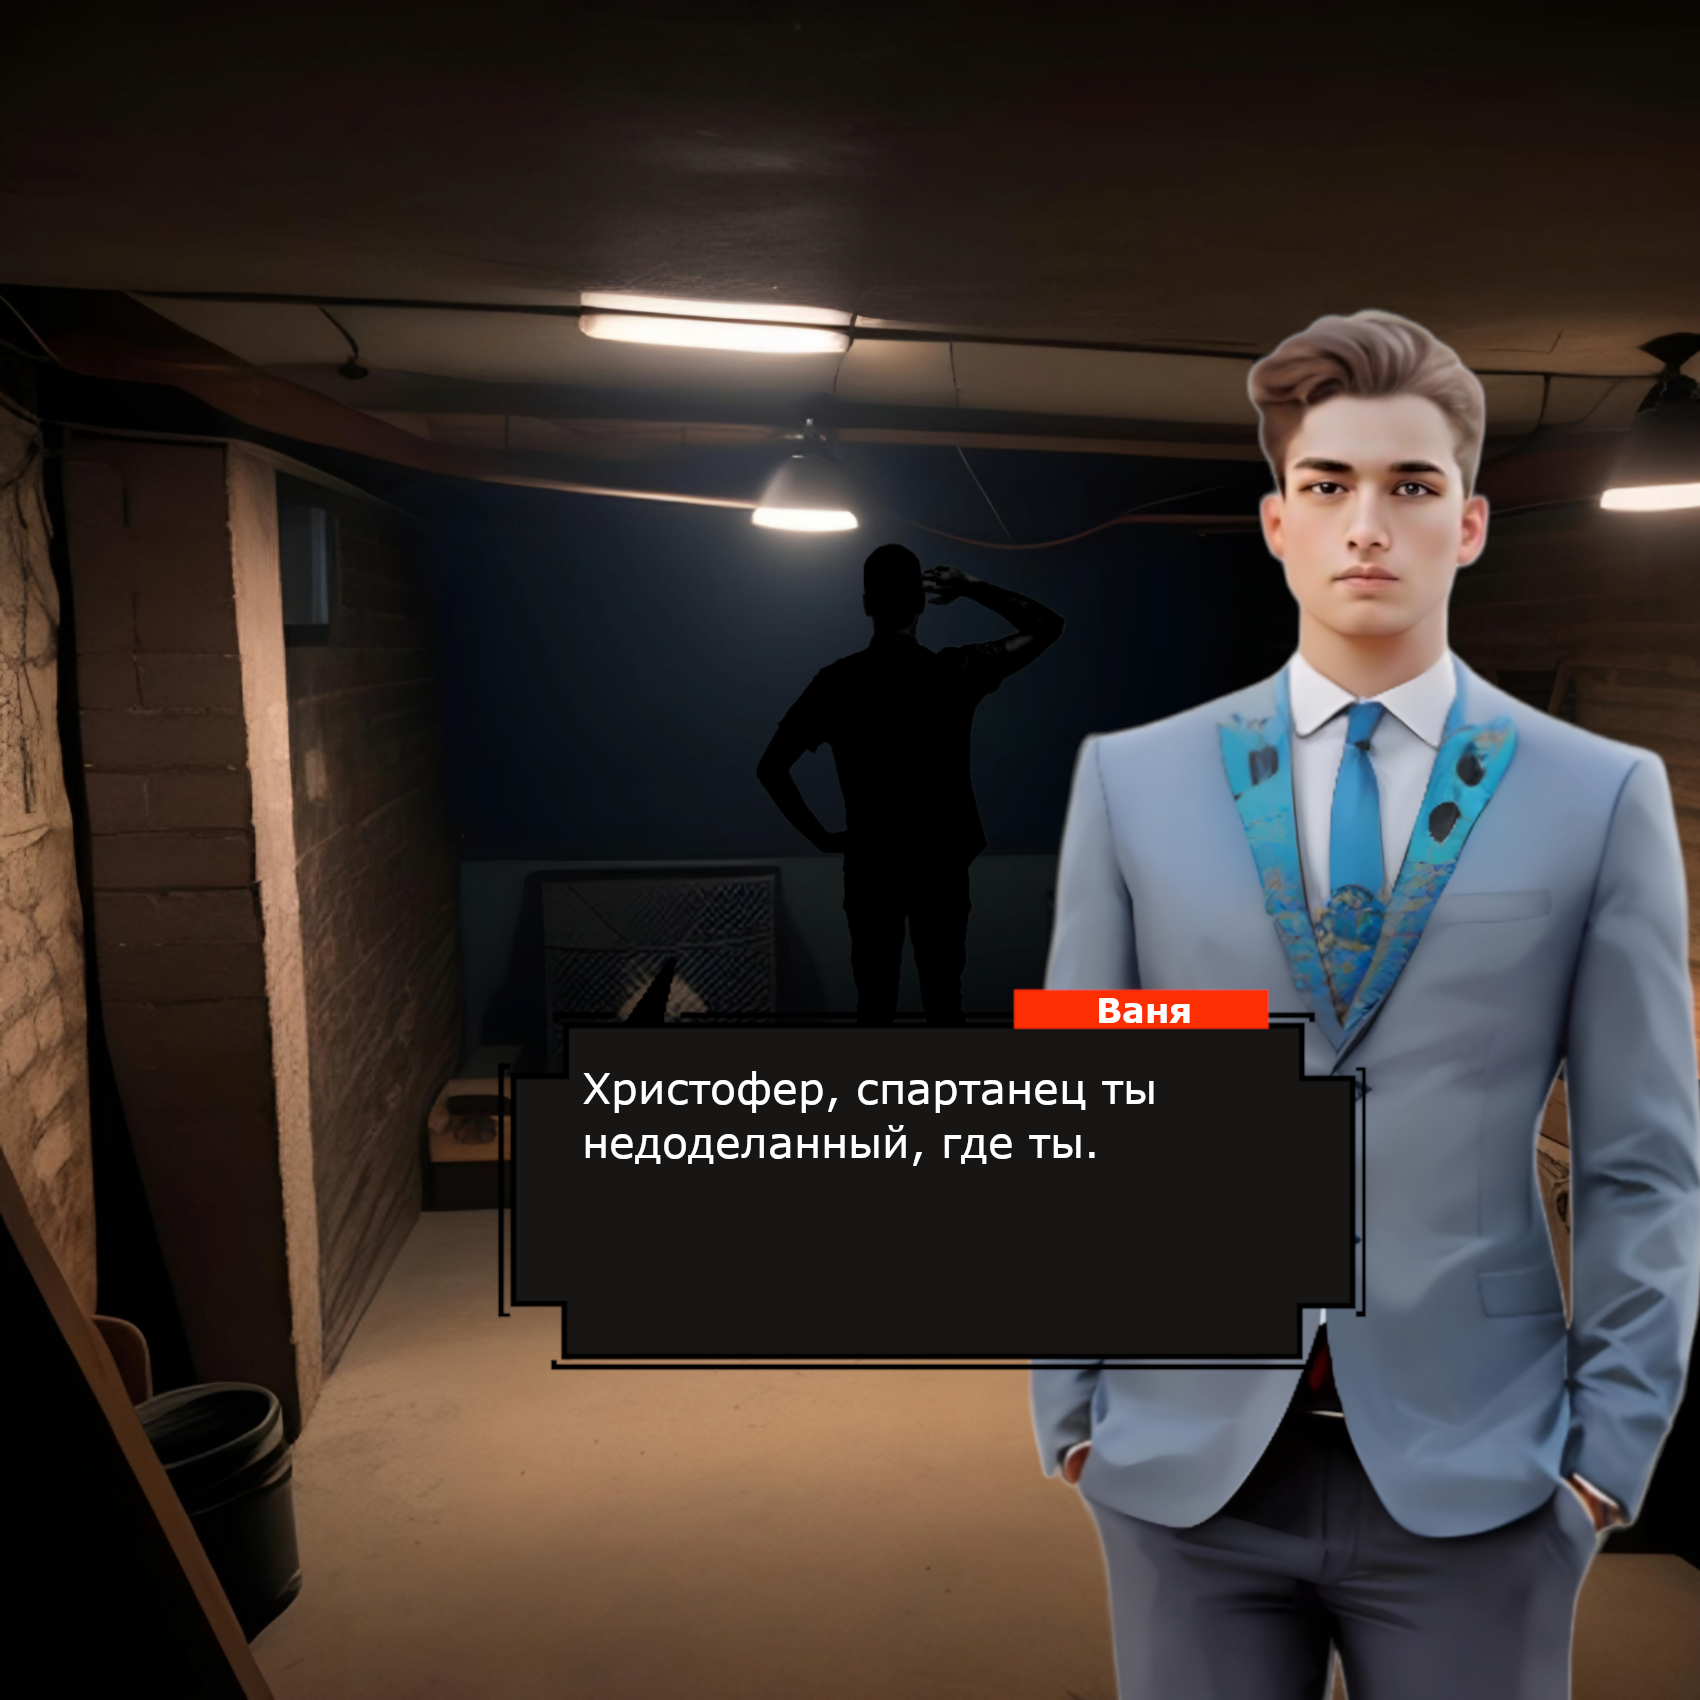 Ваня
Христофер, спартанец ты
недоделанный, где ты.